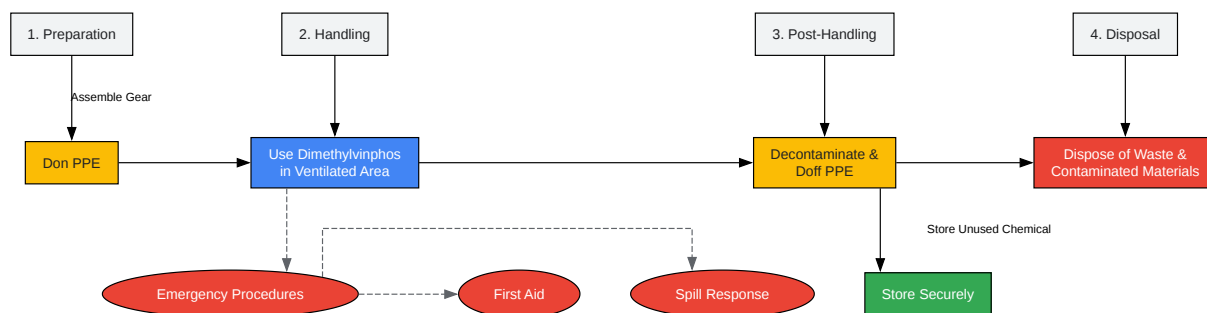 1. Preparation
2. Handling
3. Post-Handling
4. Disposal
Assemble Gear
Don PPE
Use Dimethylvinphos
in Ventilated Area
Decontaminate &
Doff PPE
Dispose of Waste &
Contaminated Materials
Store Unused Chemical
Emergency Procedures
First Aid
Spill Response
Store Securely